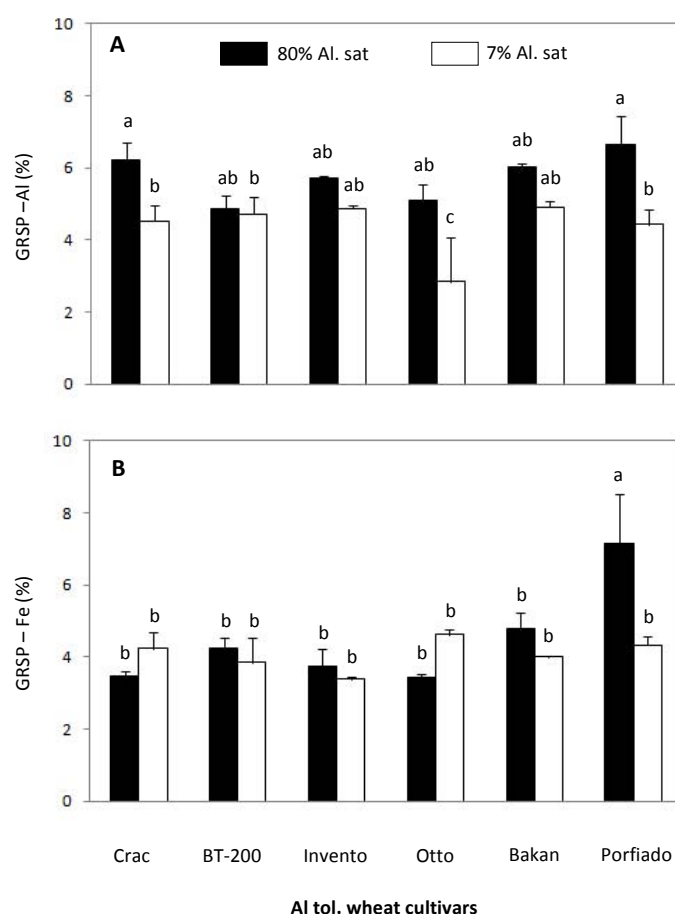 10
A
80% Al. sat
7% Al. sat
8
a
a
ab
ab
ab
6
b
ab
b
ab
ab
b
c
4
2
0
GRSP –Al (%)
10
B
8
a
6
b
b
b
b
b
b
b
b
b
b
b
4
2
0
GRSP – Fe (%)
Crac BT-200 Invento Otto Bakan Porfiado
Al tol. wheat cultivars